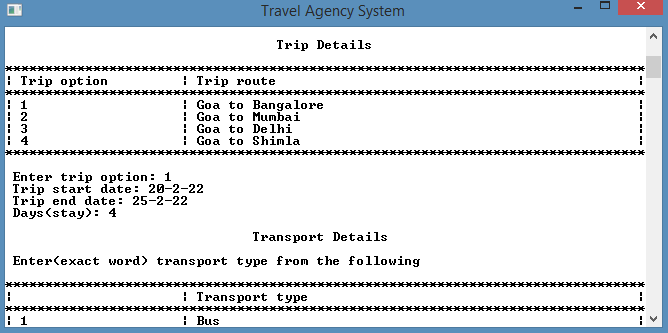 Travel Agency System
Trip Details
*******************************************************************************
¦ Trip option ¦ Trip route ¦
*******************************************************************************
¦ 1 ¦ Goa to Bangalore ¦
¦ 2 ¦ Goa to Mumbai ¦
¦ 3 ¦ Goa to Delhi ¦
¦ 4 ¦ Goa to Shimla ¦
*******************************************************************************
Enter trip option: 1
Trip start date: 20-2-22
Trip end date: 25-2-22
Days(stay): 4
Transport Details
Enter(exact word) transport type from the following
*******************************************************************************
¦ ¦ Transport type ¦
*******************************************************************************
¦ 1 ¦ Bus ¦